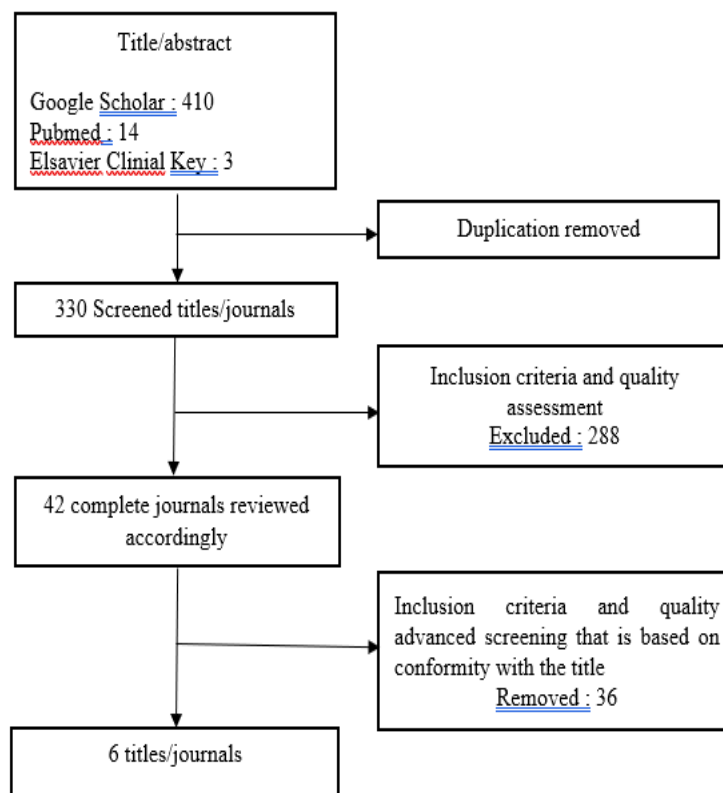 Title/abstract
Google Scholar : 410
Pubmed : 14
Elsavier Clinial Key : 3
Duplication removed
330 Screened titles/journals
Inclusion criteria and quality
assessment
Excluded : 288
42 complete journals reviewed
accordingly
Inclusion criteria and quality
advanced screening that is based on
conformity with the title
Removed : 36
6 titles/journals